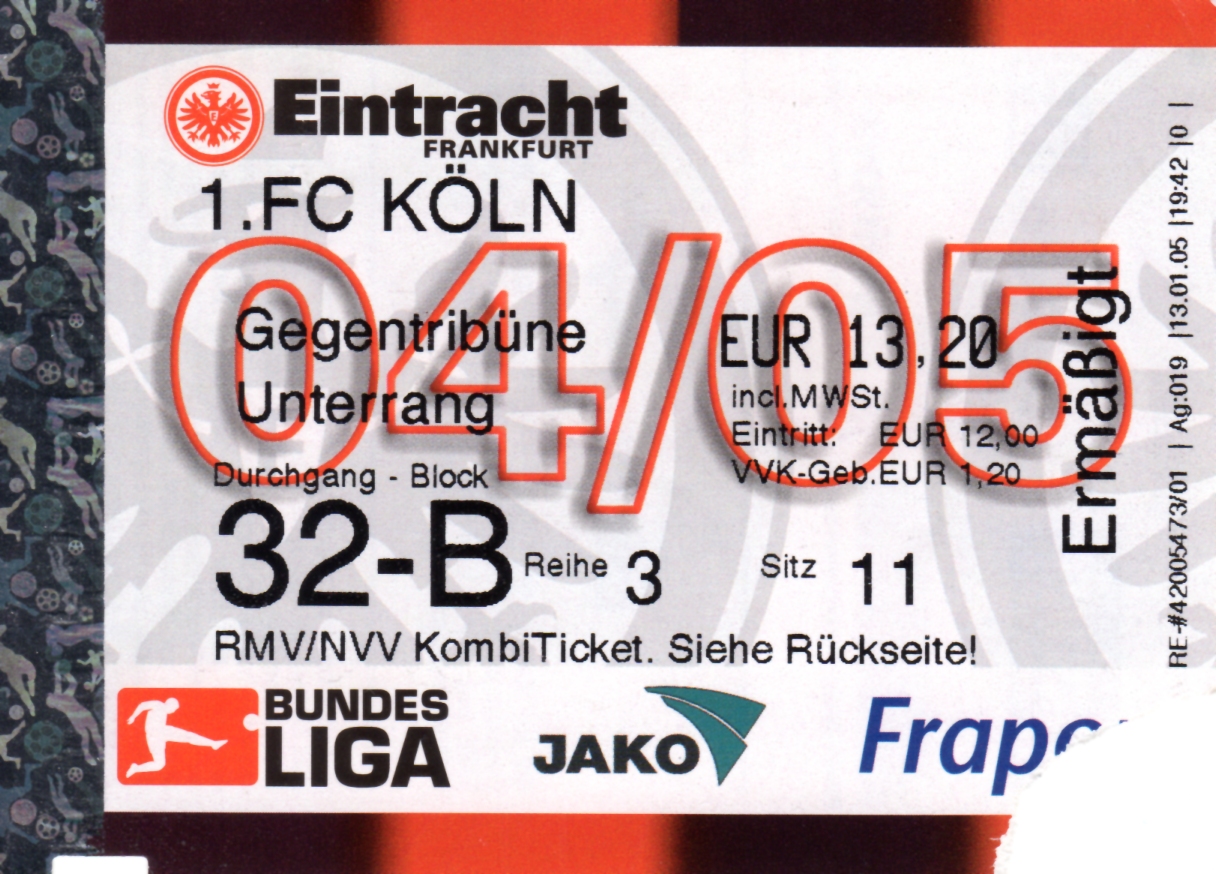 Eintracht
FRANKFURT
1.FC KÖLN
04/05
Gegentribüne
Unterrang
EUR 13,20
incl.MWSt.
Eintritt: EUR 12,00
VVK-Geb.EUR 1,20
Durchgang - Block
32-B Reihe 3 Sitz 11
RMV/NVV KombiTicket. Siehe Rückseite!
Ermäßigt
RE-#42005473/01 | Ag:019 |13.01.05 |19:42 |0 |
BUNDES
LIGA
JAKO